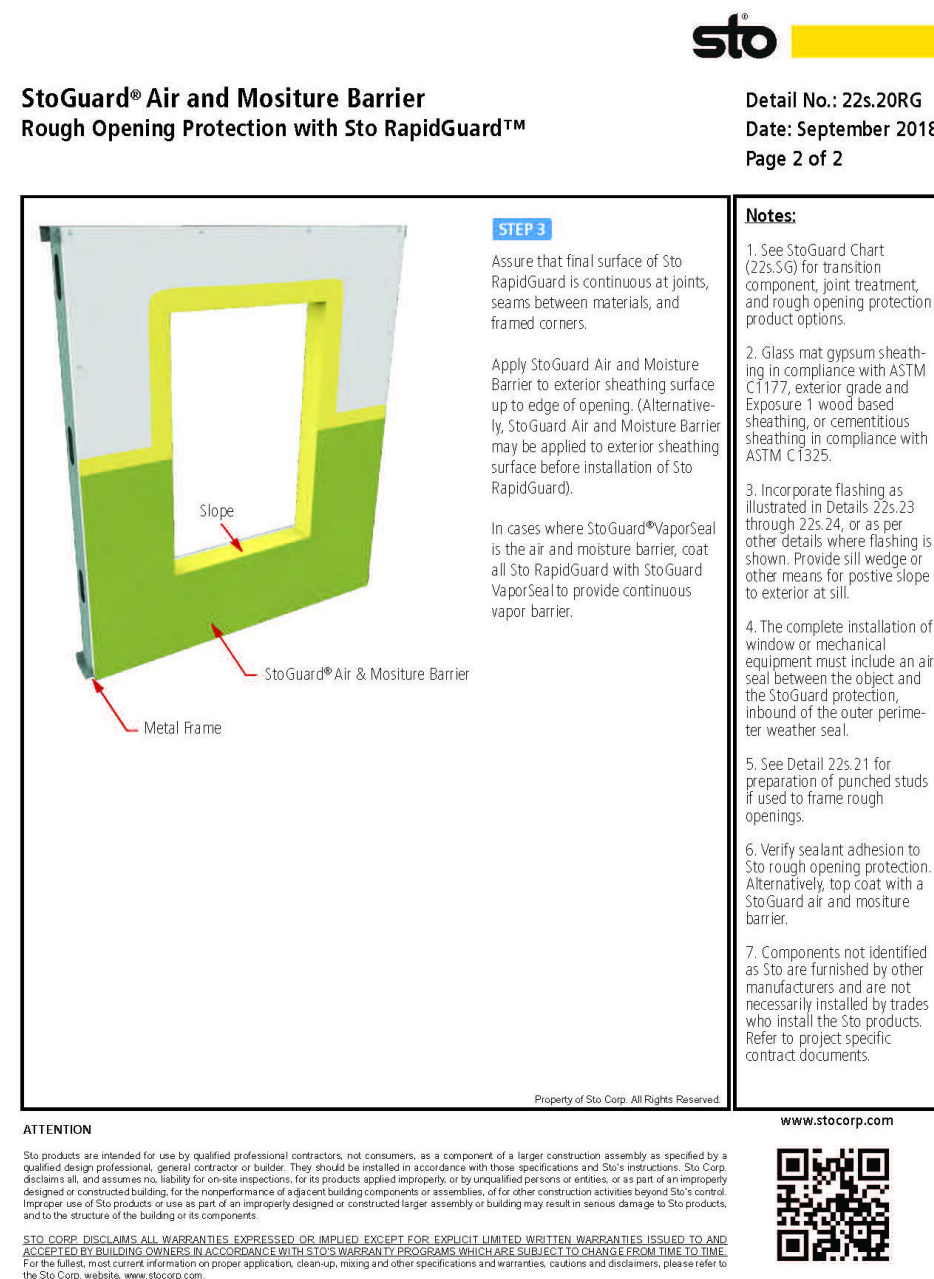 sto®
StoGuard® Air and Mositure Barrier
Rough Opening Protection with Sto RapidGuard™
Detail No.: 22s.20RG
Date: September 2018
Page 2 of 2
STEP 3
Assure that final surface of Sto
RapidGuard is continuous at joints,
seams between materials, and
framed corners.
Apply StoGuard Air and Moisture
Barrier to exterior sheathing surface
up to edge of opening. (Alternative-
ly, StoGuard Air and Moisture Barrier
may be applied to exterior sheathing
surface before installation of Sto
RapidGuard).
In cases where StoGuard®VaporSeal
is the air and moisture barrier, coat
all Sto RapidGuard with StoGuard
VaporSeal to provide continuous
vapor barrier.
Slope
StoGuard® Air & Mositure Barrier
Metal Frame
Property of Sto Corp. All Rights Reserved.
Notes:
1. See StoGuard Chart
(22s.SG) for transition
component, joint treatment,
and rough opening protection
product options.
2. Glass mat gypsum sheath-
ing in compliance with ASTM
C1177, exterior grade and
Exposure 1 wood based
sheathing, or cementitious
sheathing in compliance with
ASTM C1325.
3. Incorporate flashing as
illustrated in Details 22s.23
through 22s.24, or as per
other details where flashing is
shown. Provide sill wedge or
other means for postive slope
to exterior at sill.
4. The complete installation of
window or mechanical
equipment must include an air
seal between the object and
the StoGuard protection,
inbound of the outer perime-
ter weather seal.
5. See Detail 22s.21 for
preparation of punched studs
if used to frame rough
openings.
6. Verify sealant adhesion to
Sto rough opening protection.
Alternatively, top coat with a
StoGuard air and mositure
barrier.
7. Components not identified
as Sto are furnished by other
manufacturers and are not
necessarily installed by trades
who install the Sto products.
Refer to project specific
contract documents.
www.stocorp.com
ATTENTION
Sto products are intended for use by qualified professional contractors, not consumers, as a component of a larger construction assembly as specified by a
qualified design professional, general contractor or builder. They should be installed in accordance with those specifications and Sto's instructions. Sto Corp.
disclaims all, and assumes no, liability for on-site inspections, for its products applied improperly, or by unqualified persons or entities, or as part of an improperly
designed or constructed building, for the nonperformance of adjacent building components or assemblies, of for other construction activities beyond Sto's control.
Improper use of Sto products or use as part of an improperly designed or constructed larger assembly or building may result in serious damage to Sto products,
and to the structure of the building or its components.
STO CORP. DISCLAIMS ALL WARRANTIES EXPRESSED OR IMPLIED EXCEPT FOR EXPLICIT LIMITED WRITTEN WARRANTIES ISSUED TO AND
ACCEPTED BY BUILDING OWNERS IN ACCORDANCE WITH STO'S WARRANTY PROGRAMS WHICH ARE SUBJECT TO CHANGE FROM TIME TO TIME.
For the fullest, most current information on proper application, clean-up, mixing and other specifications and warranties, cautions and disclaimers, please refer to
the Sto Corp. website, www.stocorp.com.